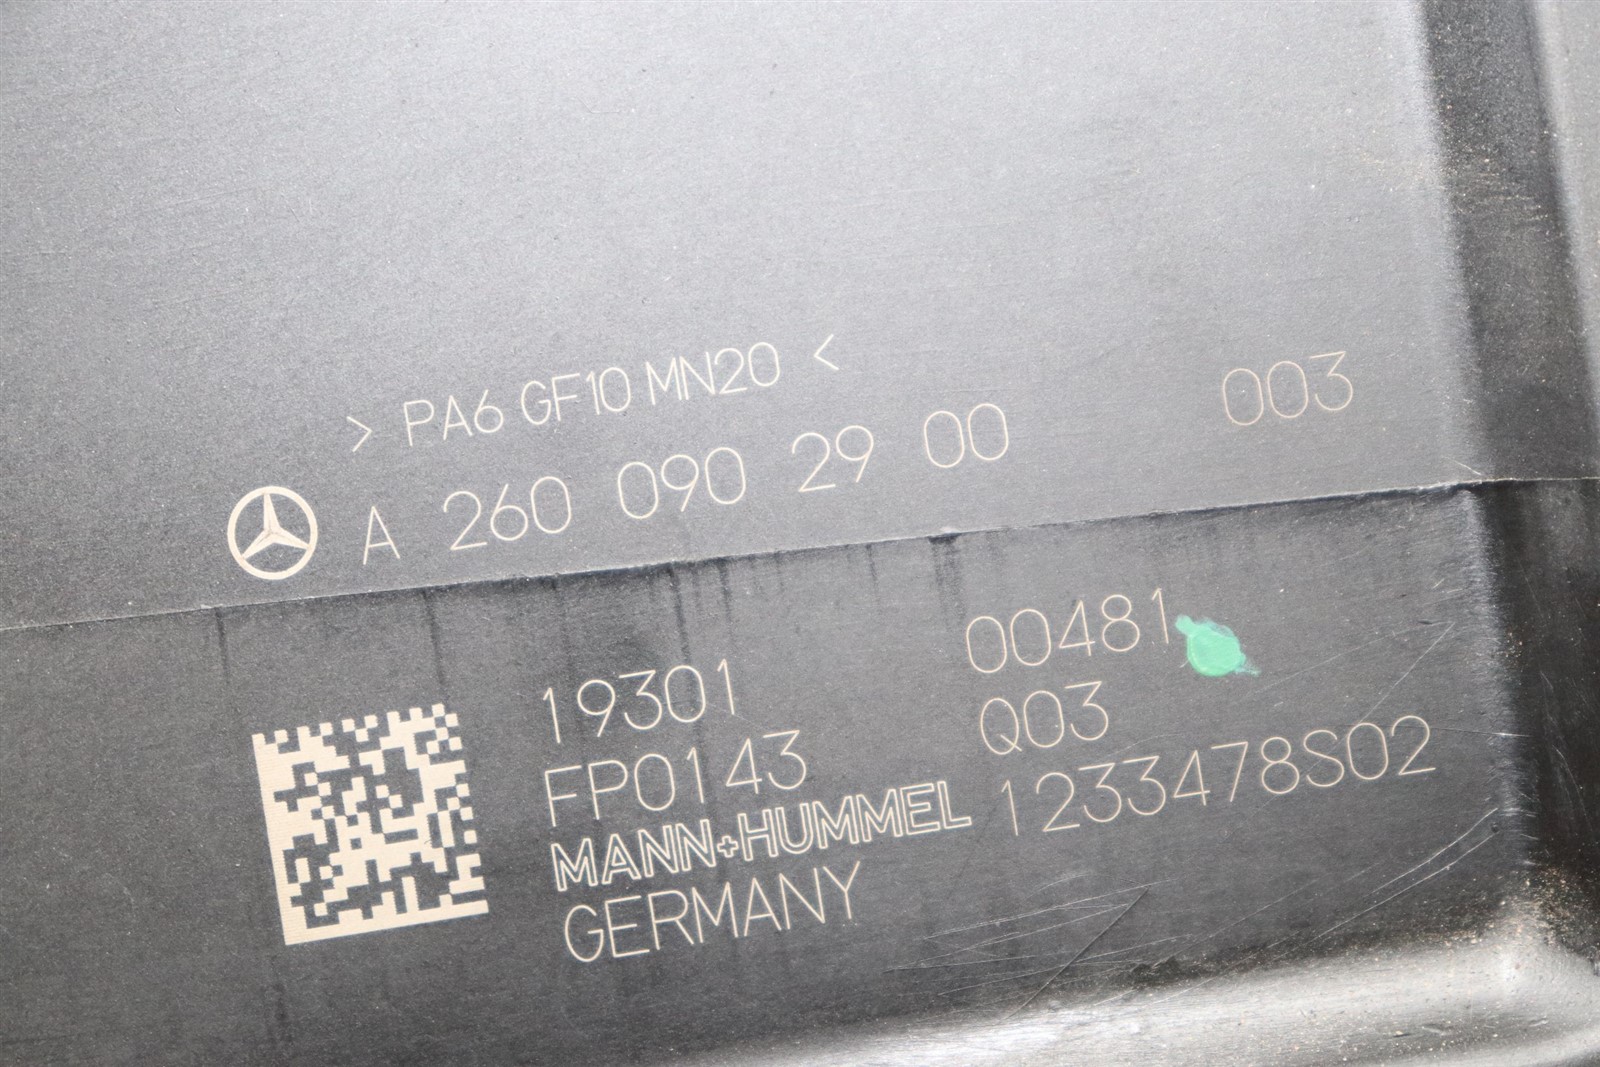 > PA6 GF10 MN20 <
A 260 090 29 00 003
19301 00481
FP0143 Q03
MANN+HUMMEL 1233478S02
GERMANY